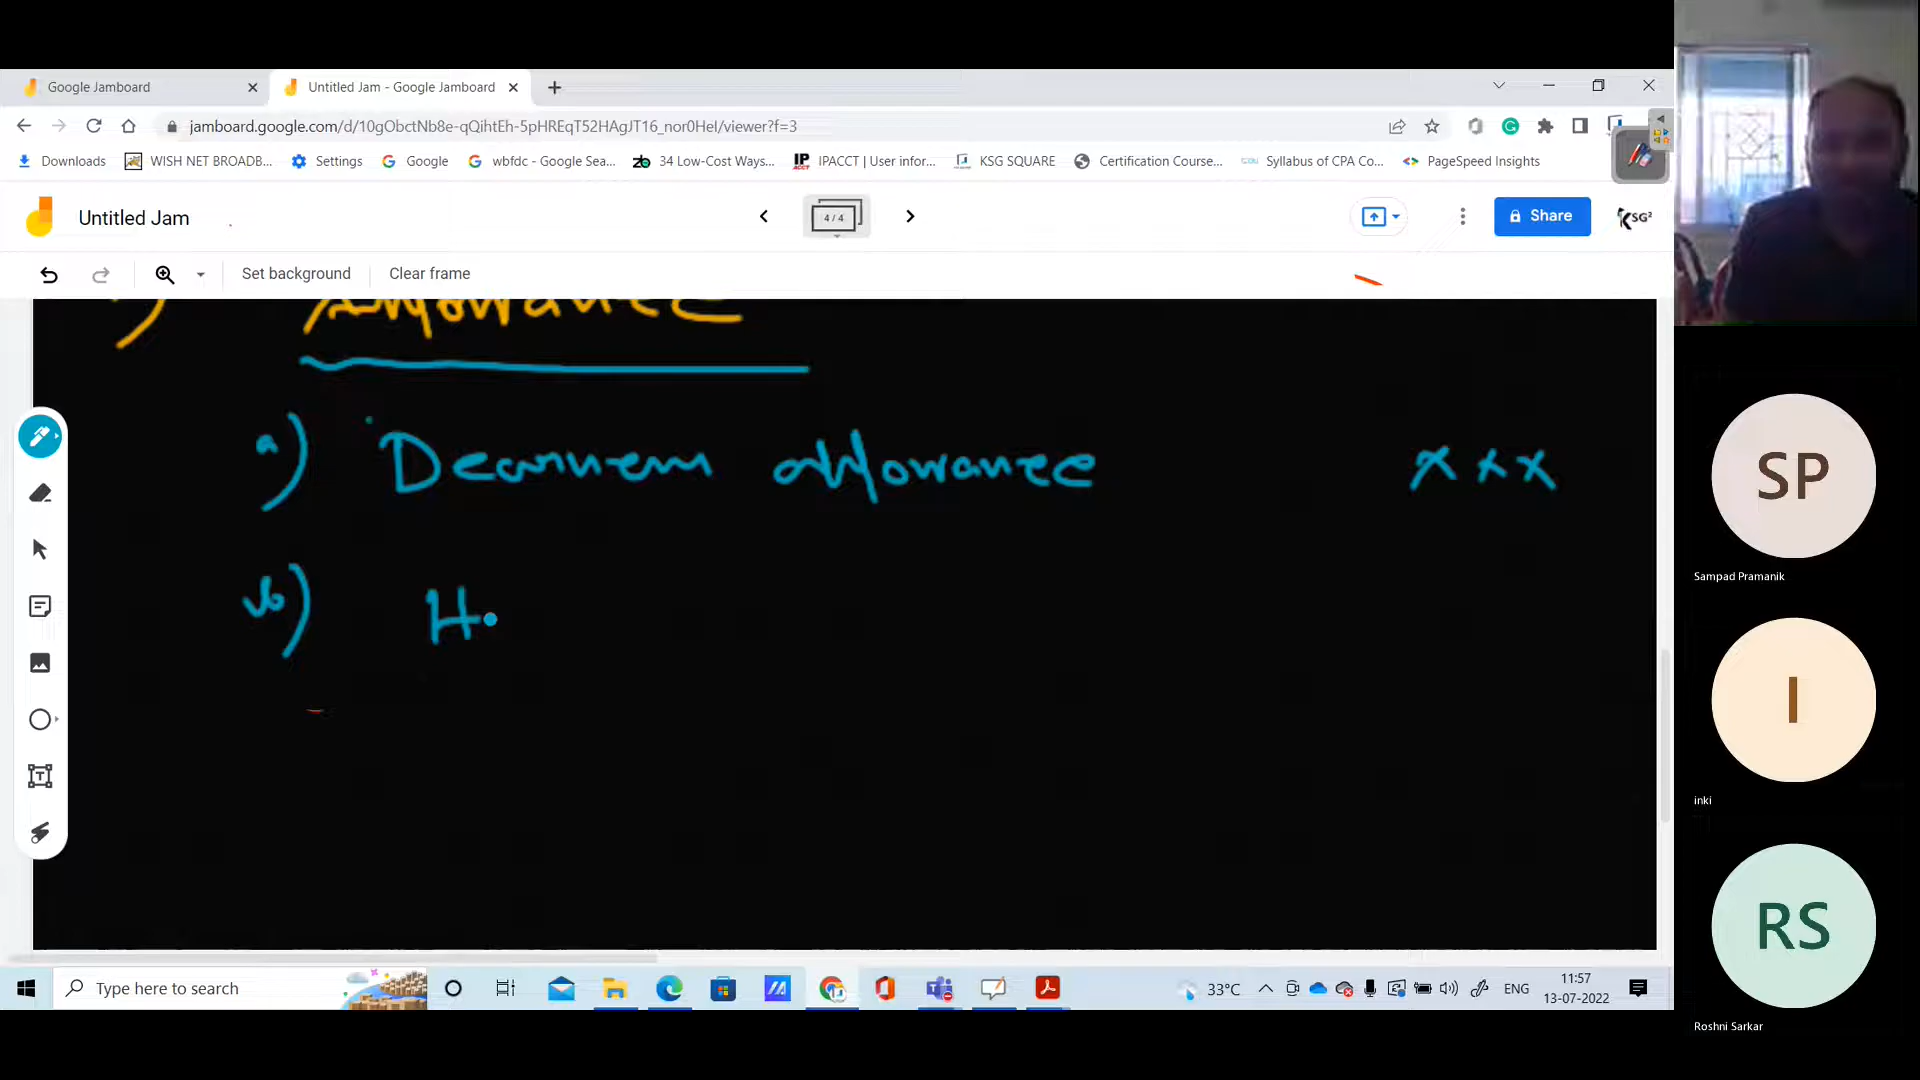 Google Jamboard
Untitled Jam - Google Jamboard
jamboard.google.com/d/10gObctNb8e-qQihtEh-5pHREqT52HAgJT16_nor0HeI/viewer?f=3
Downloads WISH NET BROADB... Settings Google wbfdc - Google Sea... 34 Low-Cost Ways... IPACCT | User infor... KSG SQUARE Certification Course... Syllabus of CPA Co... PageSpeed Insights
Untitled Jam 4 / 4 Share KSG²
Set background Clear frame
Allowance
a) Dearness allowance x x x
b) H
SP
Sampad Pramanik
I
inki
RS
Roshni Sarkar
Type here to search 33°C ENG 11:57
13-07-2022